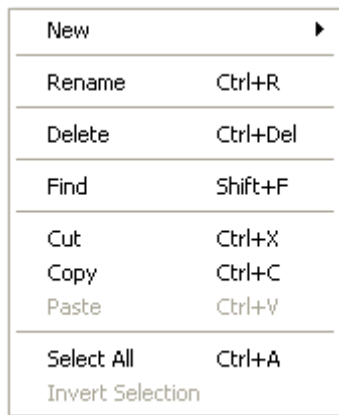 New
Rename Ctrl+R
Delete Ctrl+Del
Find Shift+F
Cut Ctrl+X
Copy Ctrl+C
Paste Ctrl+V
Select All Ctrl+A
Invert Selection